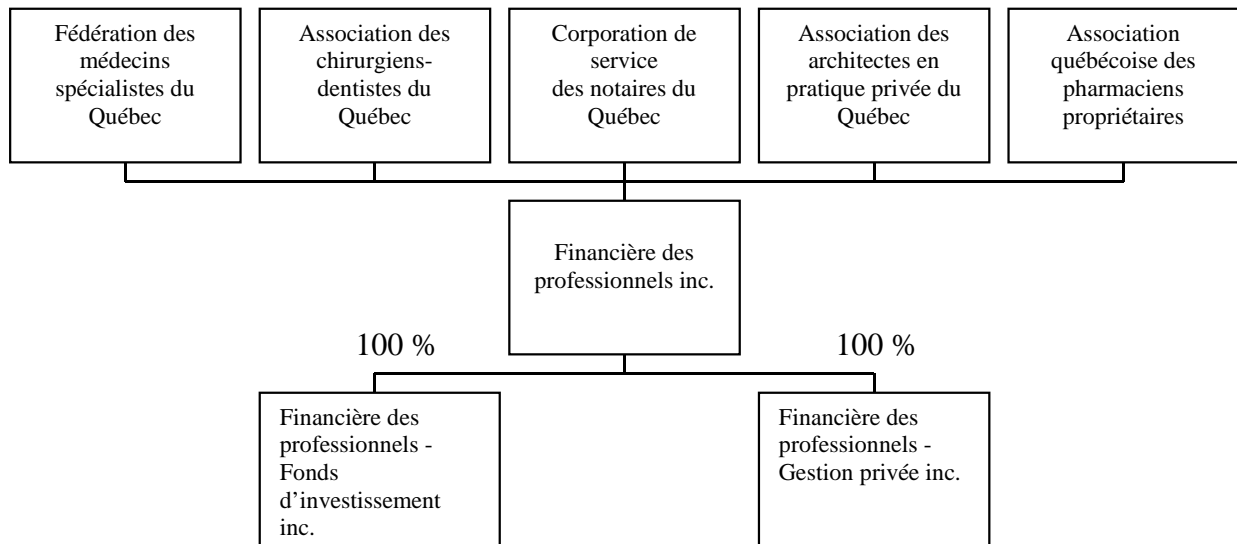 Fédération des
médecins
spécialistes du
Québec
Association des
chirurgiens-
dentistes du
Québec
Corporation de
service
des notaires du
Québec
Association des
architectes en
pratique privée du
Québec
Association
québécoise des
pharmaciens
propriétaires
Financière des
professionnels inc.
100 %
100 %
Financière des
professionnels -
Fonds
d’investissement
inc.
Financière des
professionnels -
Gestion privée inc.